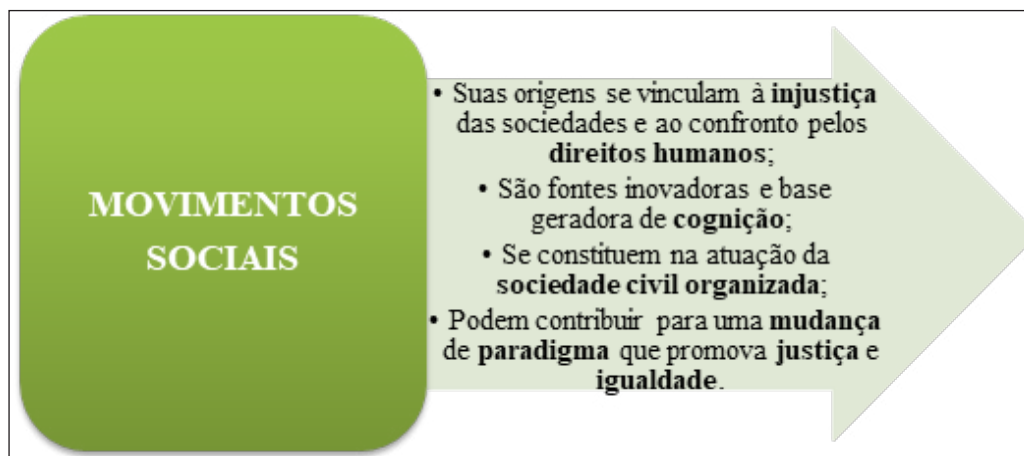 MOVIMENTOS
SOCIAIS
• Suas origens se vinculam à injustiça
das sociedades e ao confronto pelos
direitos humanos;
• São fontes inovadoras e base
geradora de cognição;
• Se constituem na atuação da
sociedade civil organizada;
• Podem contribuir para uma mudança
de paradigma que promova justiça e
igualdade.